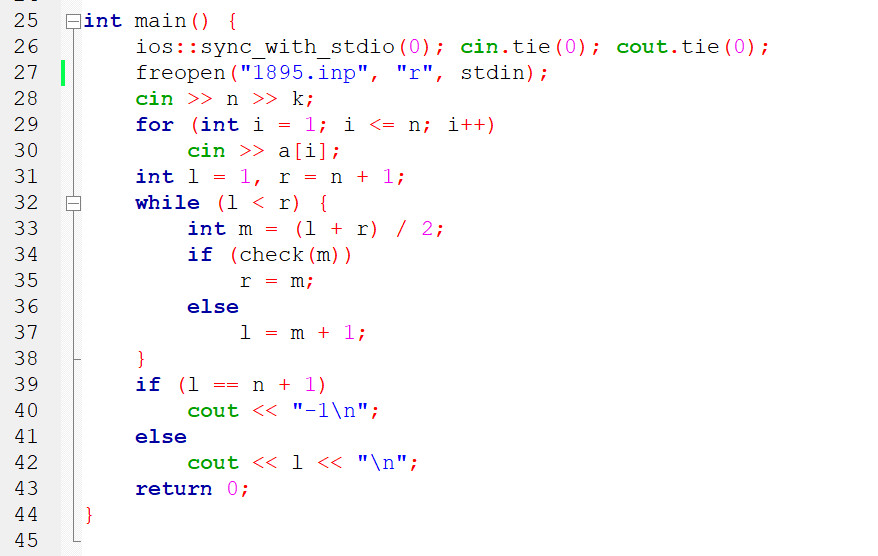 25 int main() {
26     ios::sync_with_stdio(0); cin.tie(0); cout.tie(0);
27     freopen("1895.inp", "r", stdin);
28     cin >> n >> k;
29     for (int i = 1; i <= n; i++)
30         cin >> a[i];
31     int l = 1, r = n + 1;
32     while (l < r) {
33         int m = (l + r) / 2;
34         if (check(m))
35             r = m;
36         else
37             l = m + 1;
38     }
39     if (l == n + 1)
40         cout << "-1\n";
41     else
42         cout << l << "\n";
43     return 0;
44 }
45